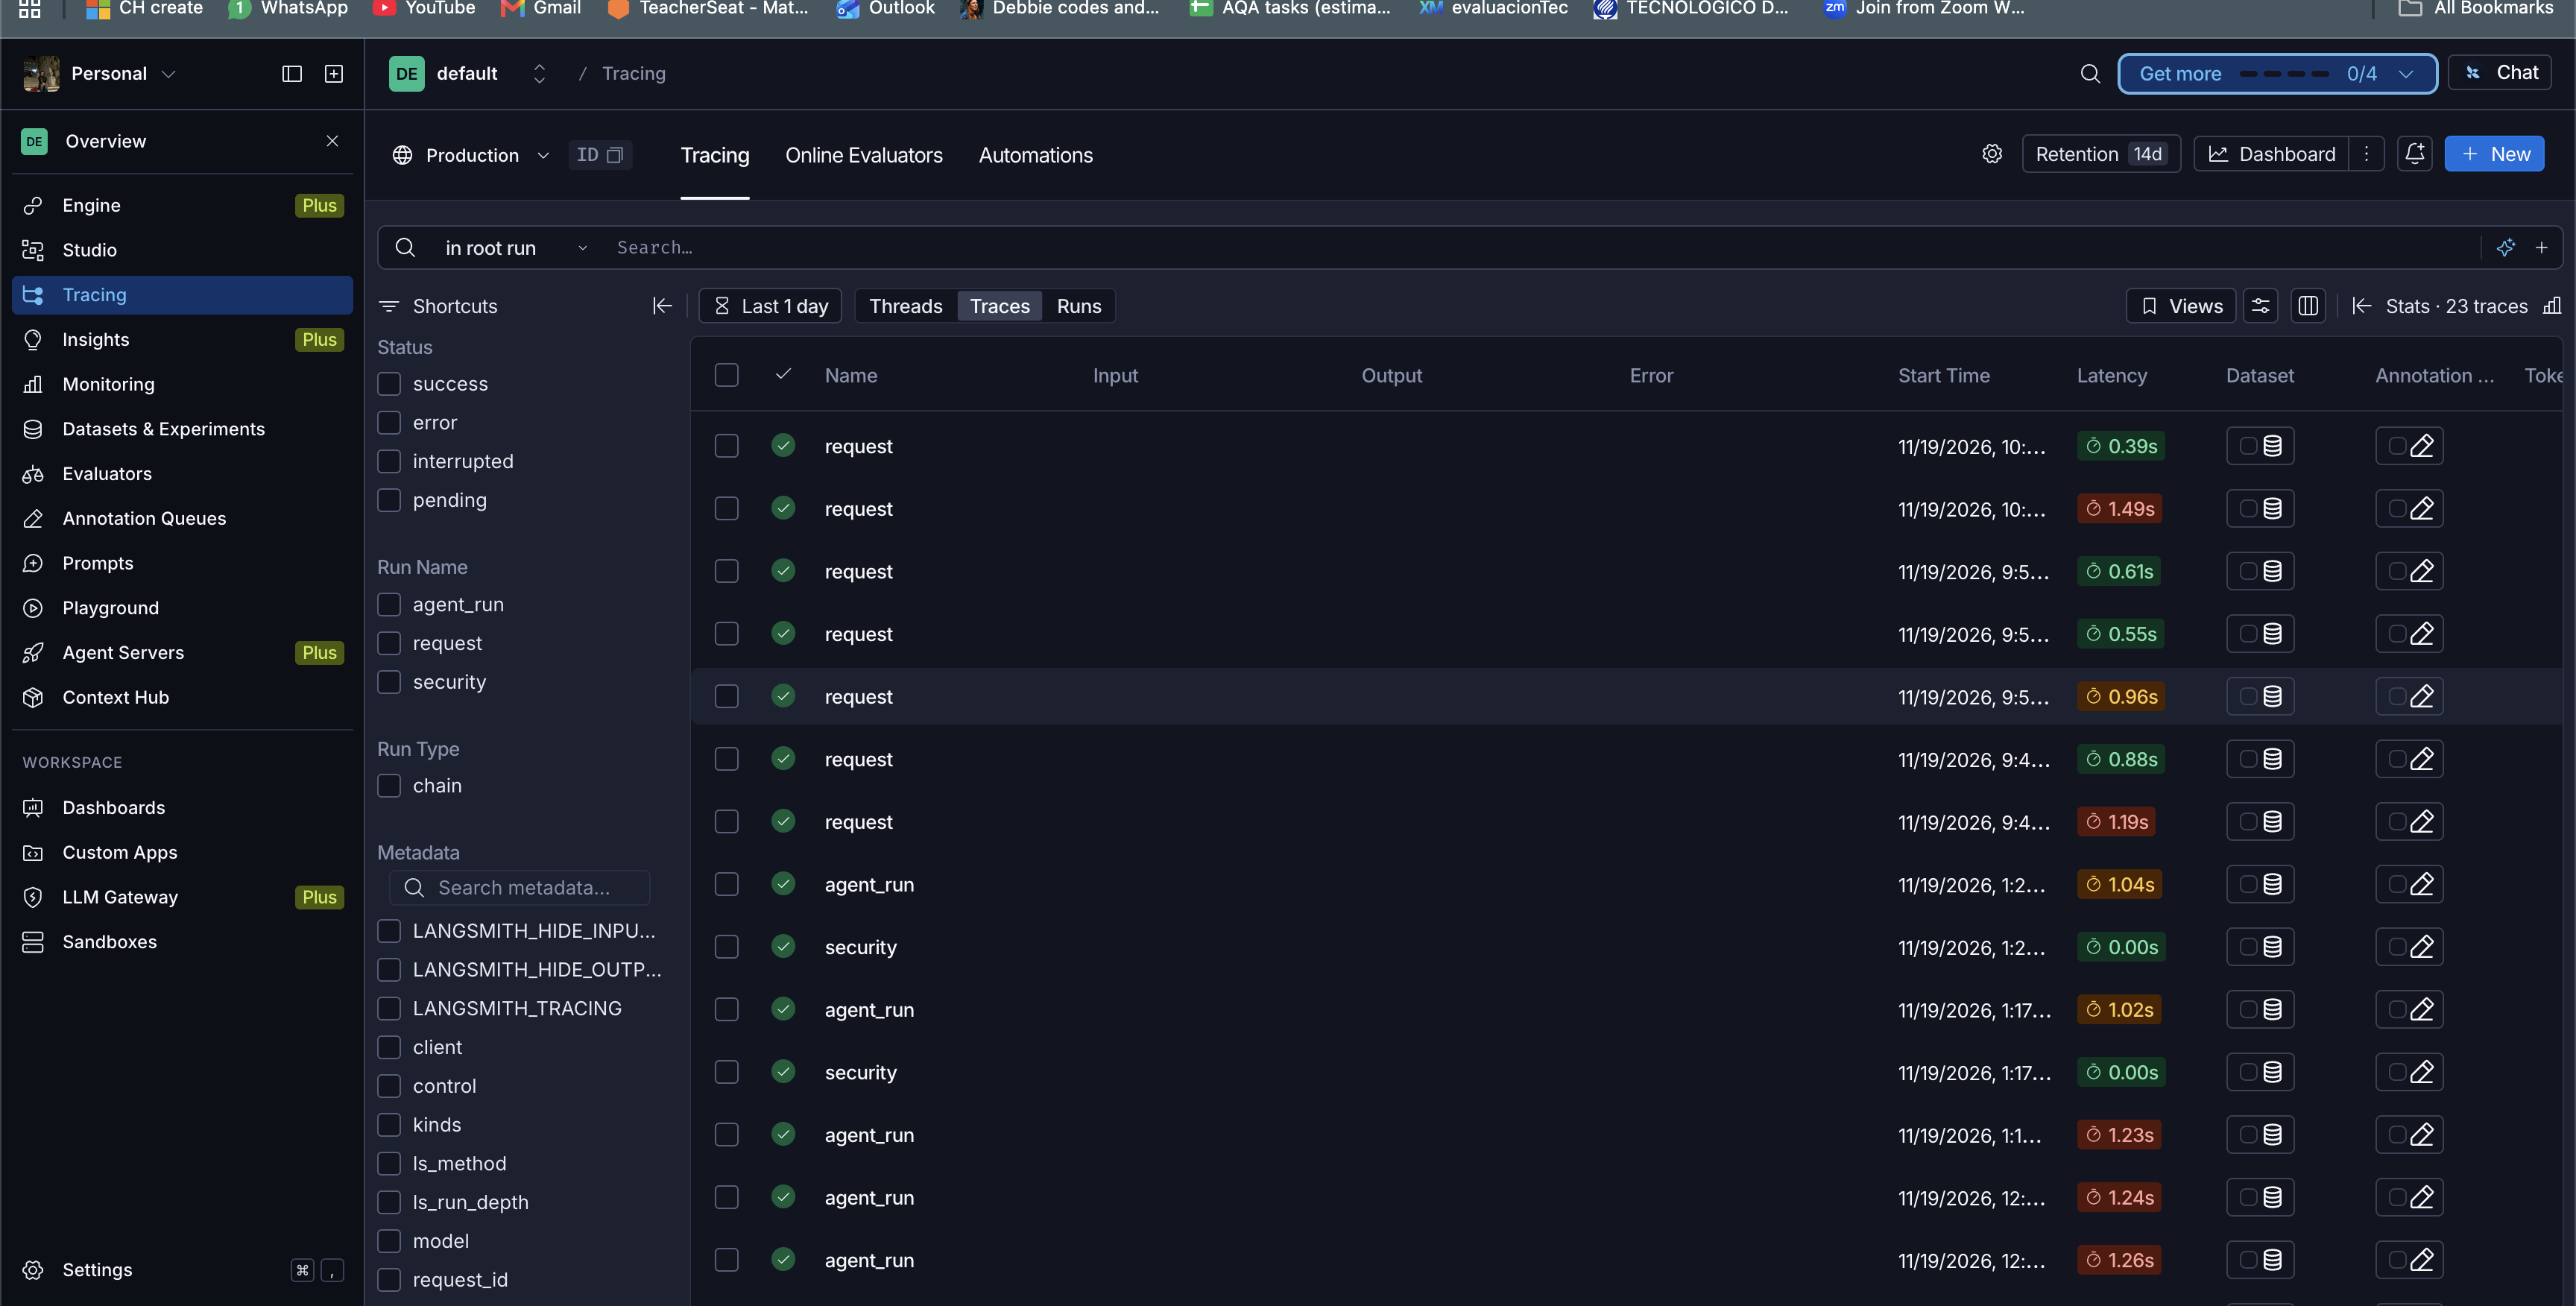 CH create
1 WhatsApp
YouTube
Gmail
TeacherSeat - Mat...
Outlook
Debbie codes and...
AQA tasks (estima...
XM evaluacionTec
TECNOLOGICO D...
zm Join from Zoom W...
All Bookmarks
Personal
DE default / Tracing
Get more 0/4
Chat
DE Overview
Production ID
Tracing Online Evaluators Automations
Retention 14d
Dashboard
+ New
Engine Plus
Studio
Tracing
Insights Plus
Monitoring
Datasets & Experiments
Evaluators
Annotation Queues
Prompts
Playground
Agent Servers Plus
Context Hub
WORKSPACE
Dashboards
Custom Apps
LLM Gateway Plus
Sandboxes
Settings ⌘ ,
in root run Search...
Shortcuts
Status
success
error
interrupted
pending
Run Name
agent_run
request
security
Run Type
chain
Metadata
Search metadata...
LANGSMITH_HIDE_INPU...
LANGSMITH_HIDE_OUTP...
LANGSMITH_TRACING
client
control
kinds
ls_method
ls_run_depth
model
request_id
Last 1 day Threads Traces Runs
Views
Stats · 23 traces
Name Input Output Error Start Time Latency Dataset Annotation ... Toke
request 11/19/2026, 10:... 0.39s
request 11/19/2026, 10:... 1.49s
request 11/19/2026, 9:5... 0.61s
request 11/19/2026, 9:5... 0.55s
request 11/19/2026, 9:5... 0.96s
request 11/19/2026, 9:4... 0.88s
request 11/19/2026, 9:4... 1.19s
agent_run 11/19/2026, 1:2... 1.04s
security 11/19/2026, 1:2... 0.00s
agent_run 11/19/2026, 1:17... 1.02s
security 11/19/2026, 1:17... 0.00s
agent_run 11/19/2026, 1:1... 1.23s
agent_run 11/19/2026, 12:... 1.24s
agent_run 11/19/2026, 12:... 1.26s